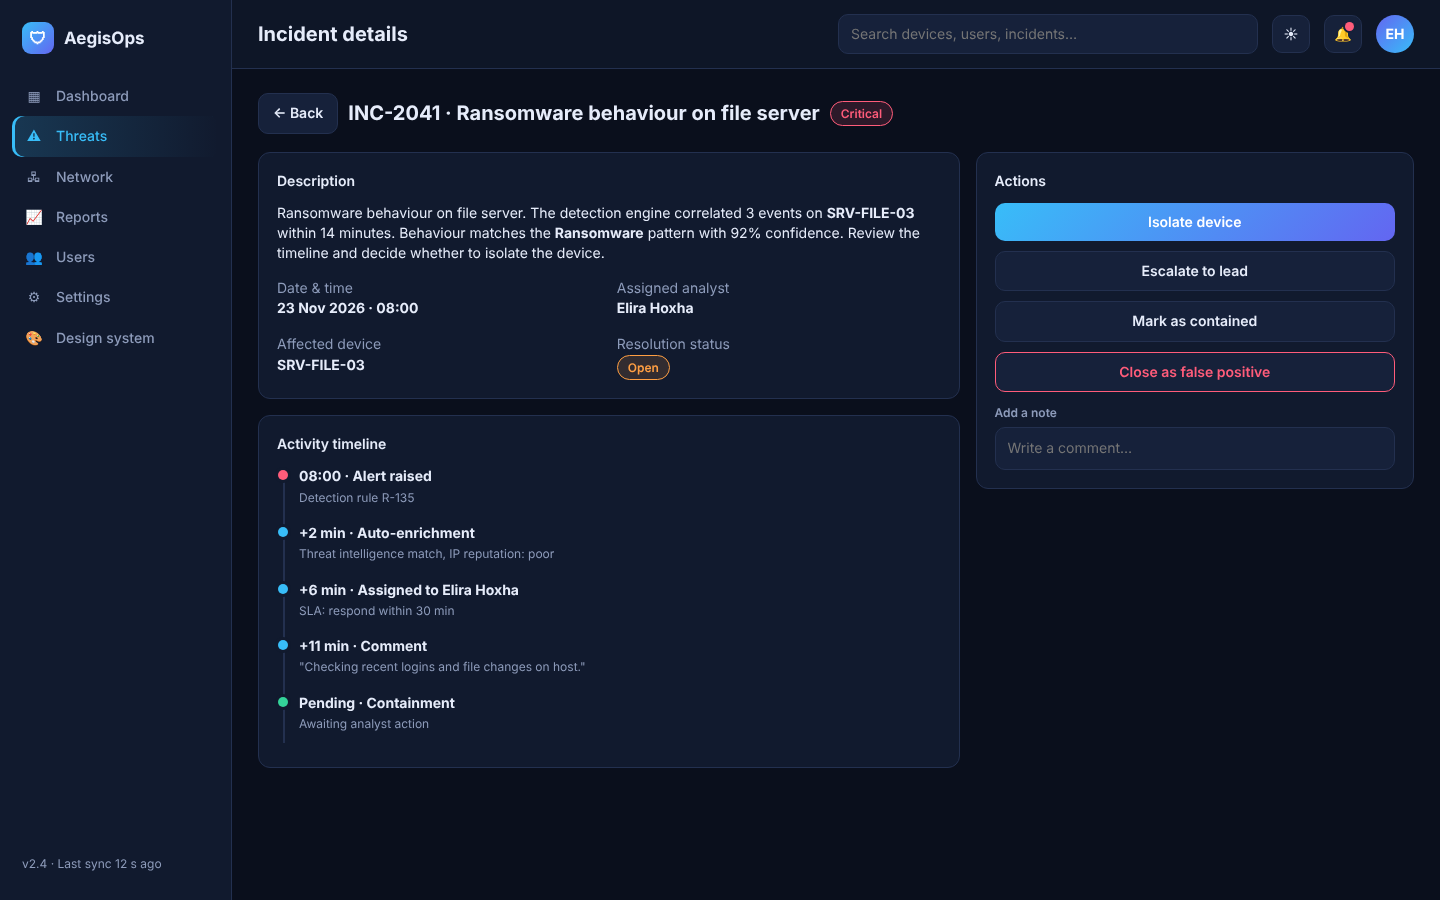 AegisOps
Dashboard
Threats
Network
Reports
Users
Settings
Design system
v2.4 · Last sync 12 s ago
Incident details
Search devices, users, incidents...
EH
← Back
INC-2041 · Ransomware behaviour on file server
Critical
Description
Ransomware behaviour on file server. The detection engine correlated 3 events on SRV-FILE-03
within 14 minutes. Behaviour matches the Ransomware pattern with 92% confidence. Review the
timeline and decide whether to isolate the device.
Date & time
23 Nov 2026 · 08:00
Assigned analyst
Elira Hoxha
Affected device
SRV-FILE-03
Resolution status
Open
Activity timeline
08:00 · Alert raised
Detection rule R-135
+2 min · Auto-enrichment
Threat intelligence match, IP reputation: poor
+6 min · Assigned to Elira Hoxha
SLA: respond within 30 min
+11 min · Comment
"Checking recent logins and file changes on host."
Pending · Containment
Awaiting analyst action
Actions
Isolate device
Escalate to lead
Mark as contained
Close as false positive
Add a note
Write a comment...